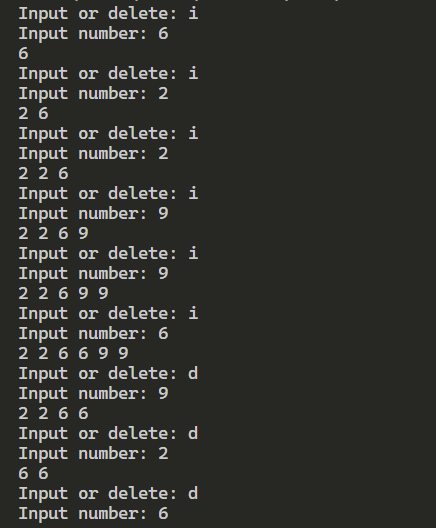 Input or delete: i
Input number: 6
6
Input or delete: i
Input number: 2
2 6
Input or delete: i
Input number: 2
2 2 6
Input or delete: i
Input number: 9
2 2 6 9
Input or delete: i
Input number: 9
2 2 6 9 9
Input or delete: i
Input number: 6
2 2 6 6 9 9
Input or delete: d
Input number: 9
2 2 6 6
Input or delete: d
Input number: 2
6 6
Input or delete: d
Input number: 6